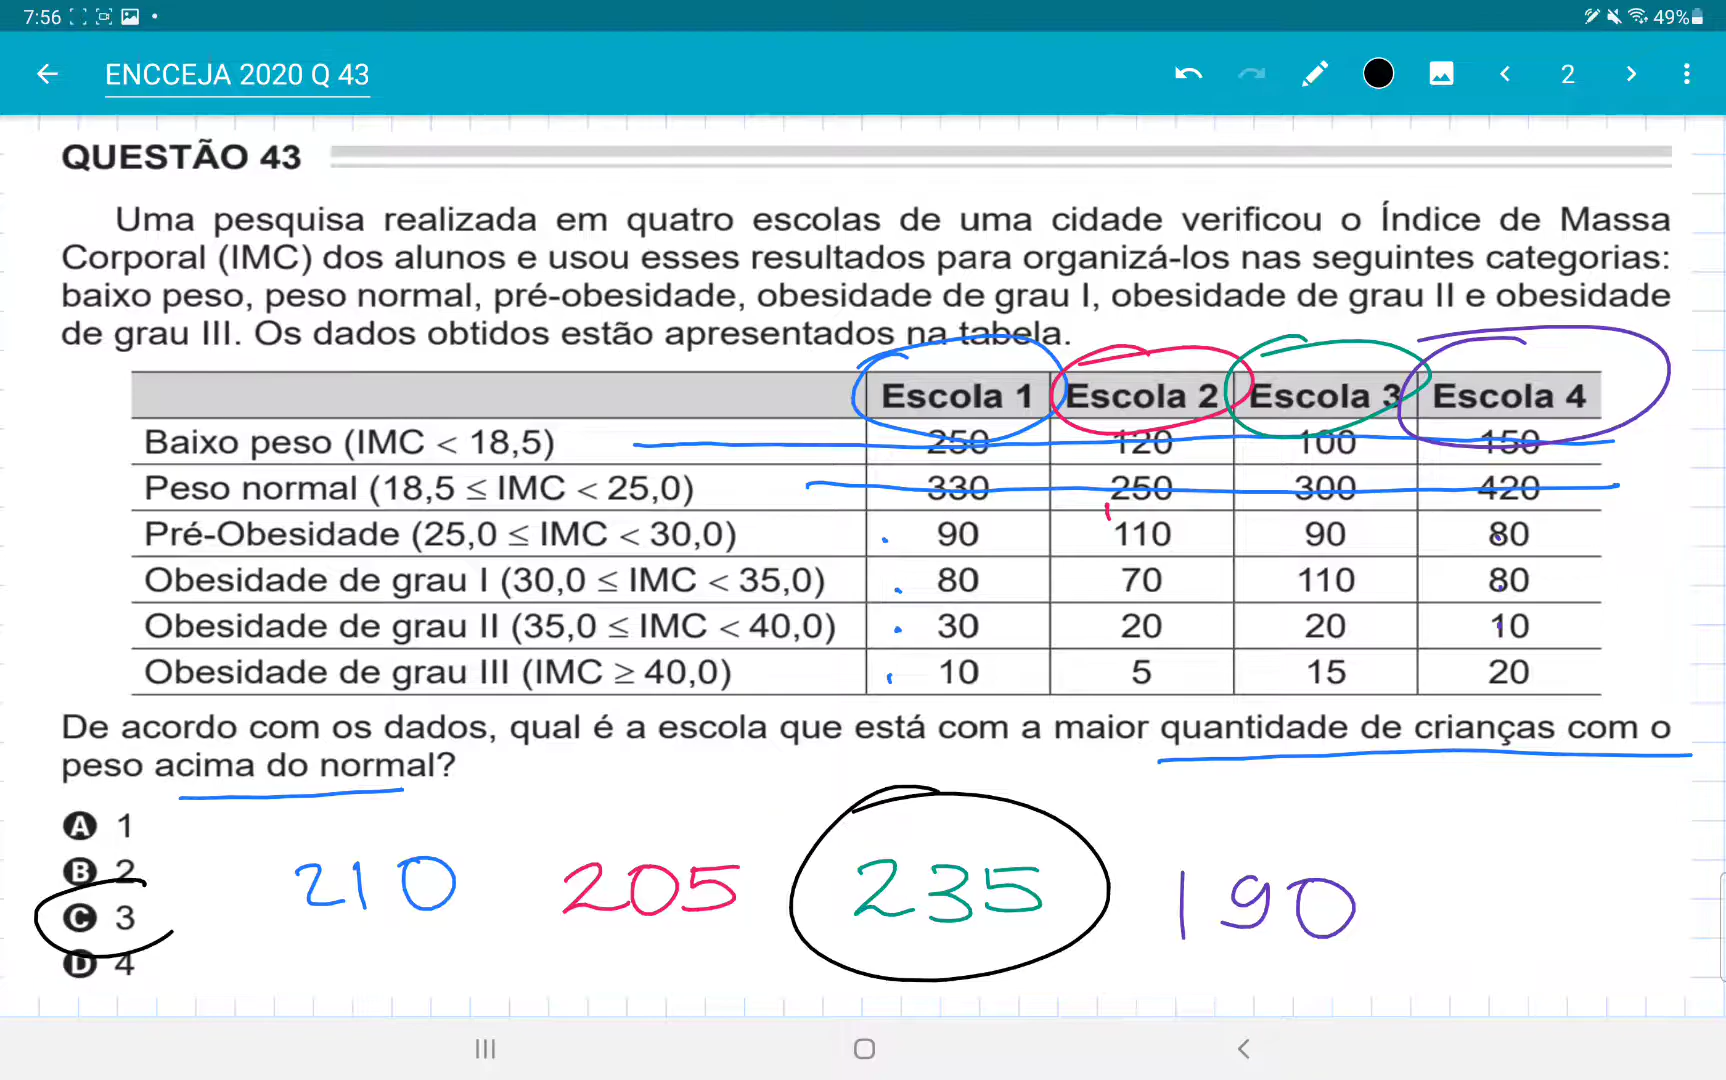 7:56
49%
ENCCEJA 2020 Q 43
2
QUESTÃO 43
Uma pesquisa realizada em quatro escolas de uma cidade verificou o Índice de Massa
Corporal (IMC) dos alunos e usou esses resultados para organizá-los nas seguintes categorias:
baixo peso, peso normal, pré-obesidade, obesidade de grau I, obesidade de grau II e obesidade
de grau III. Os dados obtidos estão apresentados na tabela.
Escola 1 Escola 2 Escola 3 Escola 4
Baixo peso (IMC < 18,5) 250 120 100 150
Peso normal (18,5 ≤ IMC < 25,0) 330 250 300 420
Pré-Obesidade (25,0 ≤ IMC < 30,0) 90 110 90 80
Obesidade de grau I (30,0 ≤ IMC < 35,0) 80 70 110 80
Obesidade de grau II (35,0 ≤ IMC < 40,0) 30 20 20 10
Obesidade de grau III (IMC ≥ 40,0) 10 5 15 20
De acordo com os dados, qual é a escola que está com a maior quantidade de crianças com o
peso acima do normal?
A 1
B 2
C 3
D 4
210 205 235 190